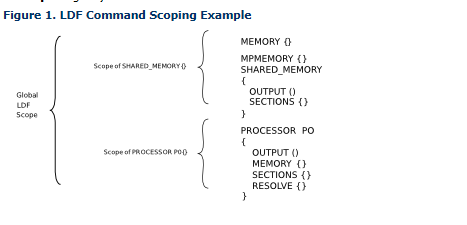 Figure 1. LDF Command Scoping Example
MEMORY {}
Scope of SHARED_MEMORY {}
MPMEMORY {}
SHARED_MEMORY
{
OUTPUT ()
SECTIONS {}
}
Global
LDF
Scope
Scope of PROCESSOR P0{}
PROCESSOR PO
{
OUTPUT ()
MEMORY {}
SECTIONS {}
RESOLVE {}
}